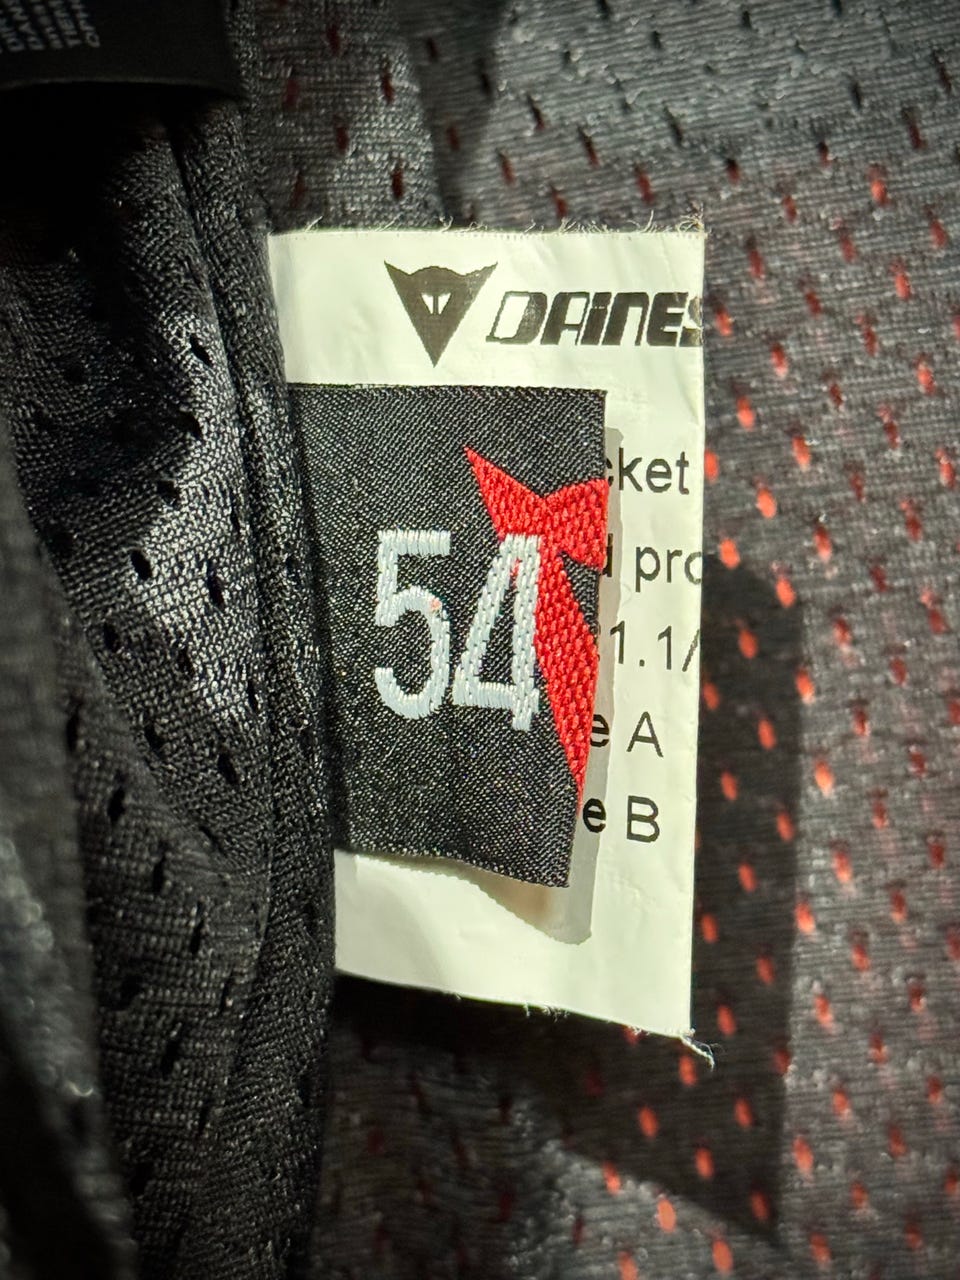 DAINES
54
cket
d pro
1.1/
e A
e B